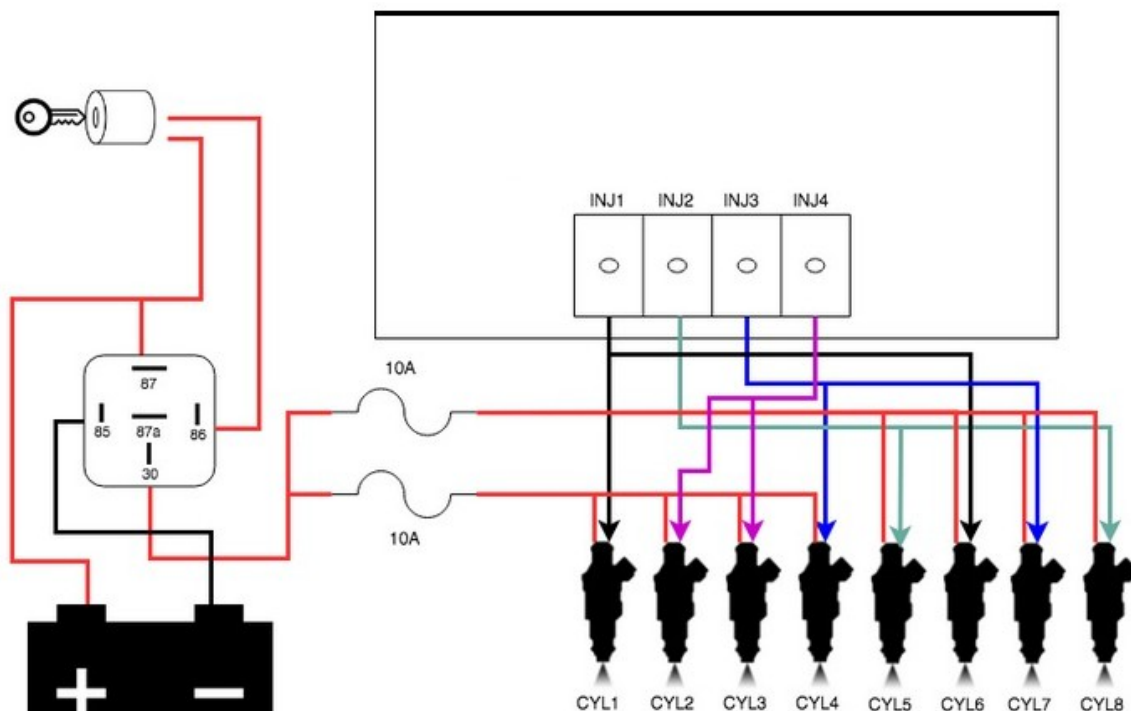 INJ1 INJ2 INJ3 INJ4
10A
87
85 87a 86
30
10A
+ −
CYL1 CYL2 CYL3 CYL4 CYL5 CYL6 CYL7 CYL8